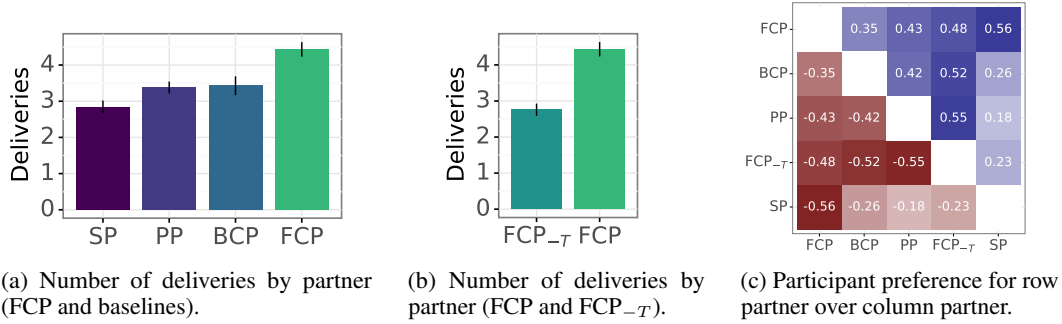 Deliveries
4
3
2
1
0
SP PP BCP FCP
(a) Number of deliveries by partner
(FCP and baselines).
Deliveries
4
3
2
1
0
FCP−T FCP
(b) Number of deliveries by
partner (FCP and FCP−T).
FCP 0.35 0.43 0.48 0.56
BCP -0.35 0.42 0.52 0.26
PP -0.43 -0.42 0.55 0.18
FCP−T -0.48 -0.52 -0.55 0.23
SP -0.56 -0.26 -0.18 -0.23
FCP BCP PP FCP−T SP
(c) Participant preference for row
partner over column partner.